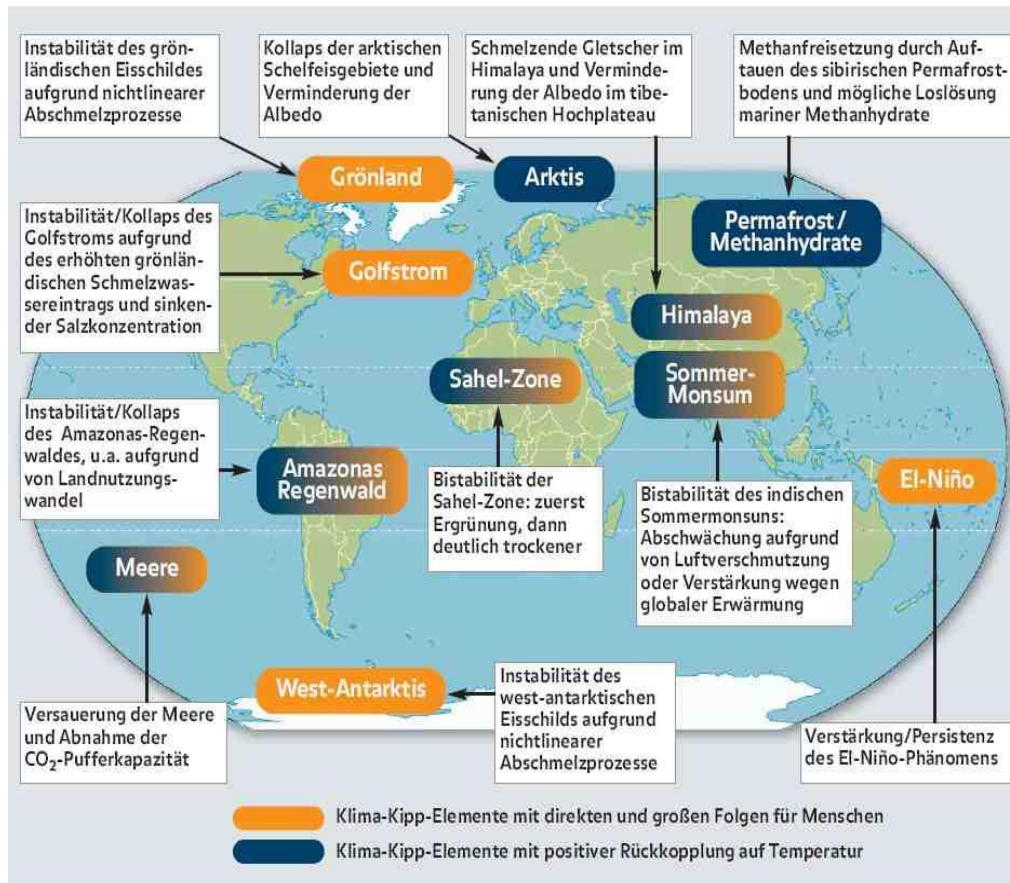 Instabilität des grön-
ländischen Eisschildes
aufgrund nichtlinearer
Abschmelzprozesse
Kollaps der arktischen
Schelfeisgebiete und
Verminderung der
Albedo
Schmelzende Gletscher im
Himalaya und Verminde-
rung der Albedo im tibe-
tanischen Hochplateau
Methanfreisetzung durch Auf-
tauen des sibirischen Permafrost-
bodens und mögliche Loslösung
mariner Methanhydrate
Grönland
Arktis
Permafrost /
Methanhydrate
Instabilität/Kollaps des
Golfstroms aufgrund
des erhöhten grönlän-
dischen Schmelzwas-
sereintrags und sinken-
der Salzkonzentration
Golfstrom
Himalaya
Sahel-Zone
Sommer-
Monsum
Instabilität/Kollaps
des Amazonas-Regen-
waldes, u.a. aufgrund
von Landnutzungs-
wandel
Amazonas
Regenwald
Bistabilität der
Sahel-Zone: zuerst
Ergrünung, dann
deutlich trockener
Bistabilität des indischen
Sommermonsuns:
Abschwächung aufgrund
von Luftverschmutzung
oder Verstärkung wegen
globaler Erwärmung
El-Niño
Meere
West-Antarktis
Instabilität des
west-antarktischen
Eisschilds aufgrund
nichtlinearer
Abschmelzprozesse
Versauerung der Meere
und Abnahme der
CO₂-Pufferkapazität
Verstärkung/Persistenz
des El-Niño-Phänomens
Klima-Kipp-Elemente mit direkten und großen Folgen für Menschen
Klima-Kipp-Elemente mit positiver Rückkopplung auf Temperatur